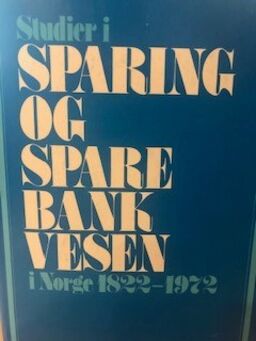 Studier i
SPARING
OG
SPARE
BANK
VESEN
i Norge 1822-1972